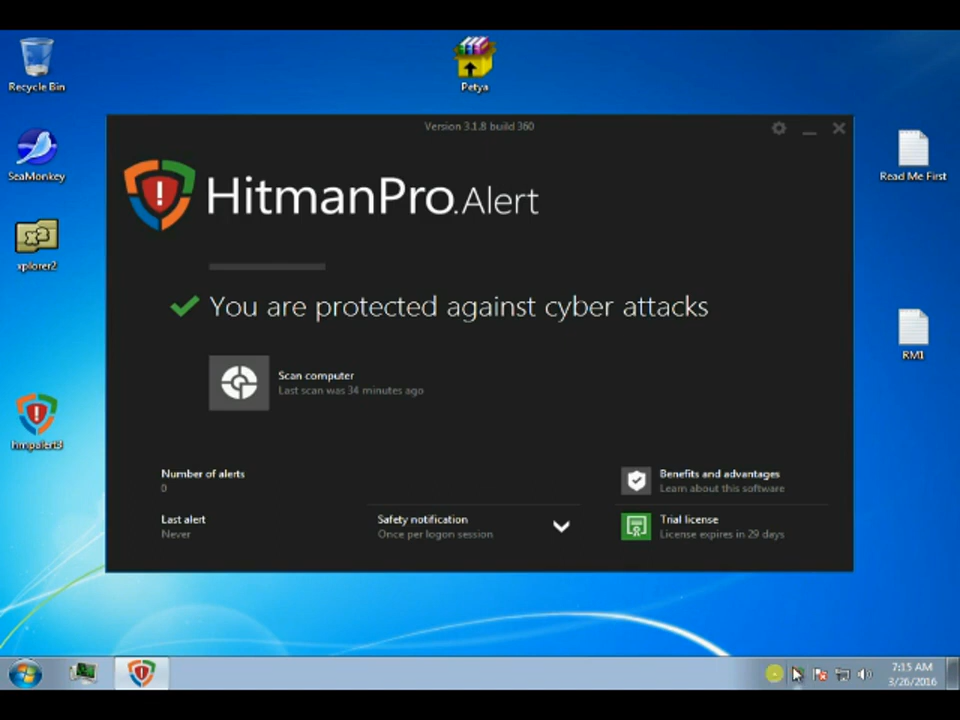 Recycle Bin
Petya
SeaMonkey
xplorer2
hmpalert3
Read Me First
RM1
Version 3.1.8 build 360
HitmanPro.Alert
You are protected against cyber attacks
Scan computer
Last scan was 34 minutes ago
Number of alerts
0
Last alert
Never
Safety notification
Once per logon session
Benefits and advantages
Learn about this software
Trial license
License expires in 29 days
7:15 AM
3/26/2016